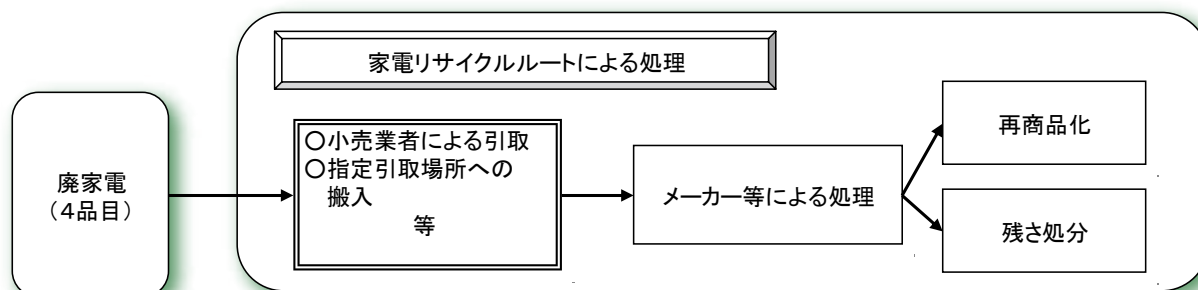 家電リサイクルルートによる処理
廃家電
（４品目）
○小売業者による引取
○指定引取場所への
搬入
等
メーカー等による処理
再商品化
残さ処分